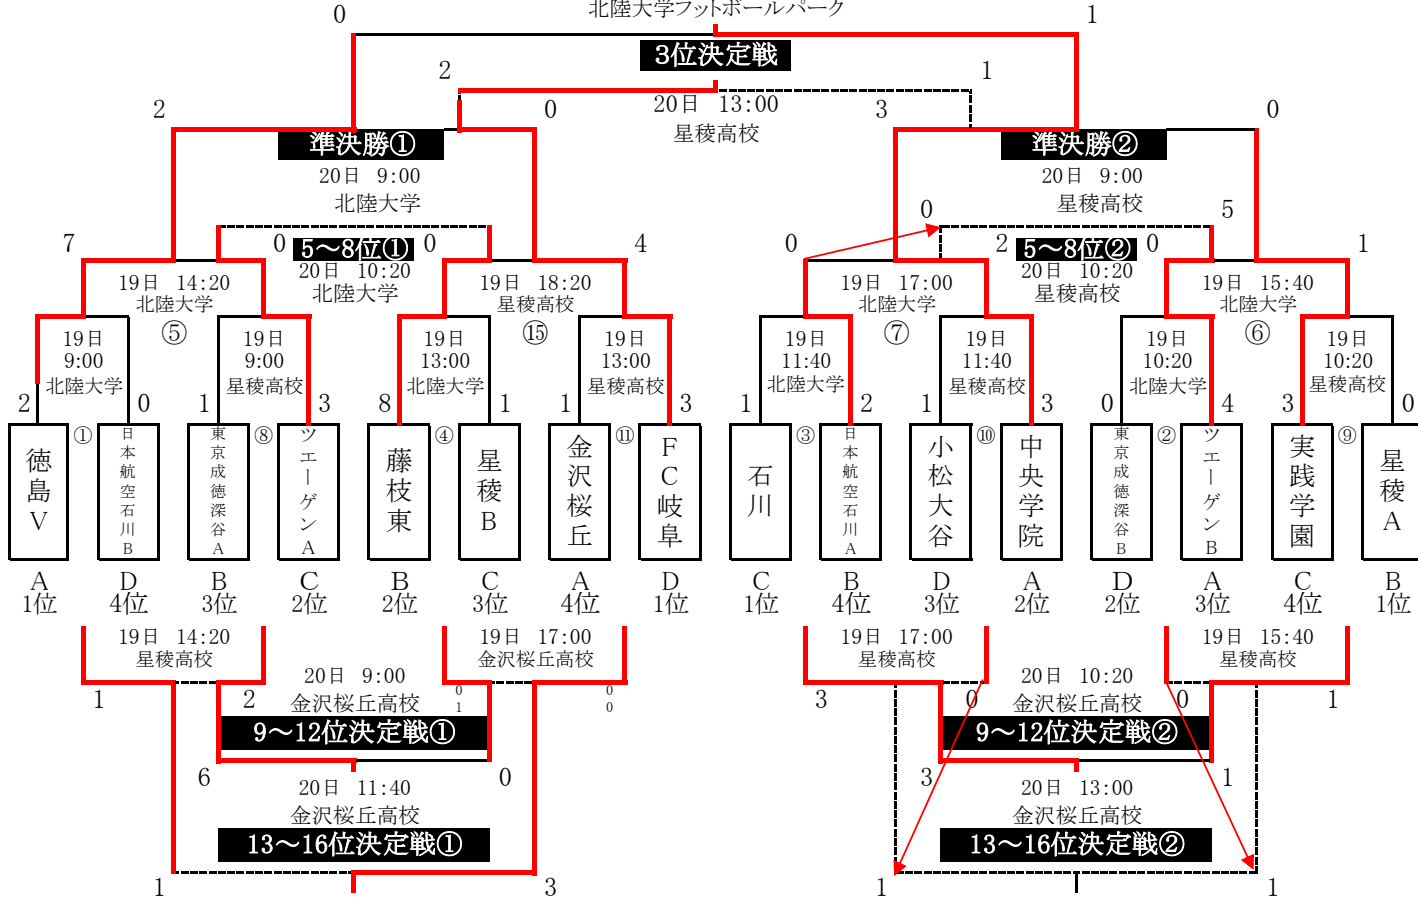 北陸大学フットボールパーク
0 1
3位決定戦
2 1
2 0 20日 13:00 3 0
星稜高校
準決勝① 準決勝②
20日 9:00 20日 9:00
北陸大学 星稜高校
0 5
7 0 5～8位① 0 4 0 2 5～8位② 0 1
20日 10:20 20日 10:20
北陸大学 星稜高校
19日 14:20 19日 18:20 19日 17:00 19日 15:40
北陸大学 星稜高校 北陸大学 北陸大学
⑤ ⑮ ⑦ ⑥
19日 19日 19日 19日 19日 19日 19日 19日
9:00 9:00 13:00 13:00 11:40 11:40 10:20 10:20
北陸大学 星稜高校 北陸大学 星稜高校 北陸大学 星稜高校 北陸大学 星稜高校
2 0 1 3 8 1 1 3 1 2 1 3 0 4 3 0
① ⑧ ④ ⑪ ③ ⑩ ② ⑨
徳島V
日本航空石川B
東京成徳深谷A
ツエーゲンA
藤枝東
星稜B
金沢桜丘
FC岐阜
石川
日本航空石川A
小松大谷
中央学院
東京成徳深谷B
ツエーゲンB
実践学園
星稜A
A D B C B C A D C B D A D A C B
1位 4位 3位 2位 2位 3位 4位 1位 1位 4位 3位 2位 2位 3位 4位 1位
19日 14:20 19日 17:00 19日 17:00 19日 15:40
星稜高校 金沢桜丘高校 星稜高校 星稜高校
1 2 20日 9:00 0 0 3 0 20日 10:20 0 1
金沢桜丘高校 1 0 金沢桜丘高校
9～12位決定戦① 9～12位決定戦②
6 0 3 1
20日 11:40 20日 13:00
金沢桜丘高校 金沢桜丘高校
13～16位決定戦① 13～16位決定戦②
1 3 1 1